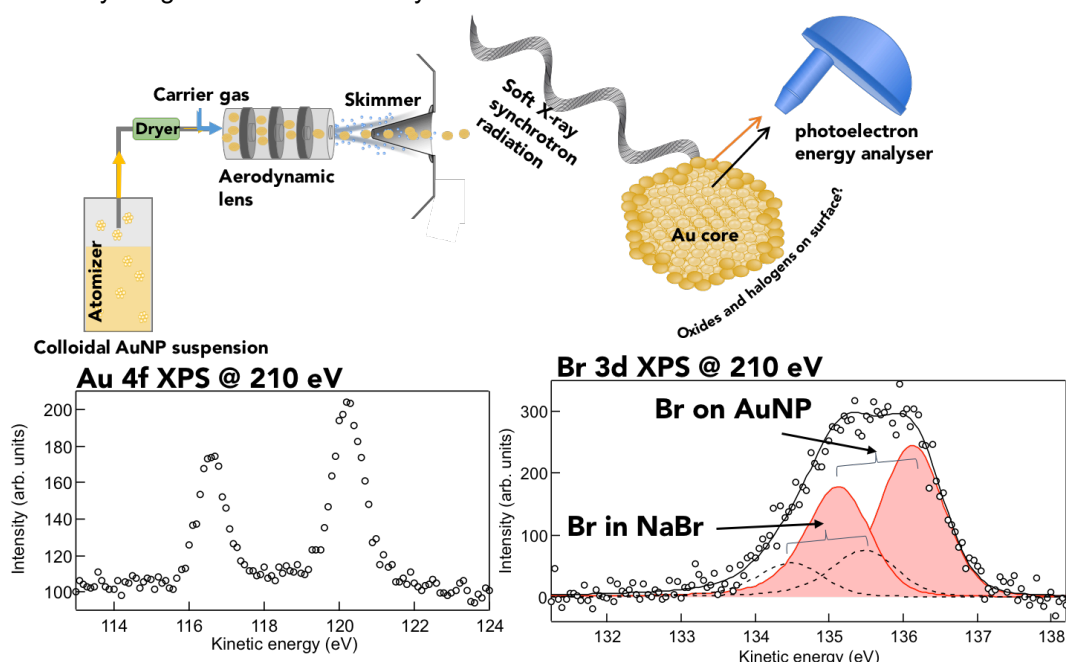 Carrier gas
Dryer
Skimmer
Aerodynamic
lens
Atomizer
Colloidal AuNP suspension
Soft X-ray
synchrotron
radiation
photoelectron
energy analyser
Au core
Oxides and halogens on surface?
Au 4f XPS @ 210 eV
Intensity (arb. units)
200
180
160
140
120
100
114 116 118 120 122 124
Kinetic energy (eV)
Br 3d XPS @ 210 eV
Br on AuNP
Br in NaBr
Intensity (arb. units)
300
200
100
0
132 133 134 135 136 137 138
Kinetic energy (eV)